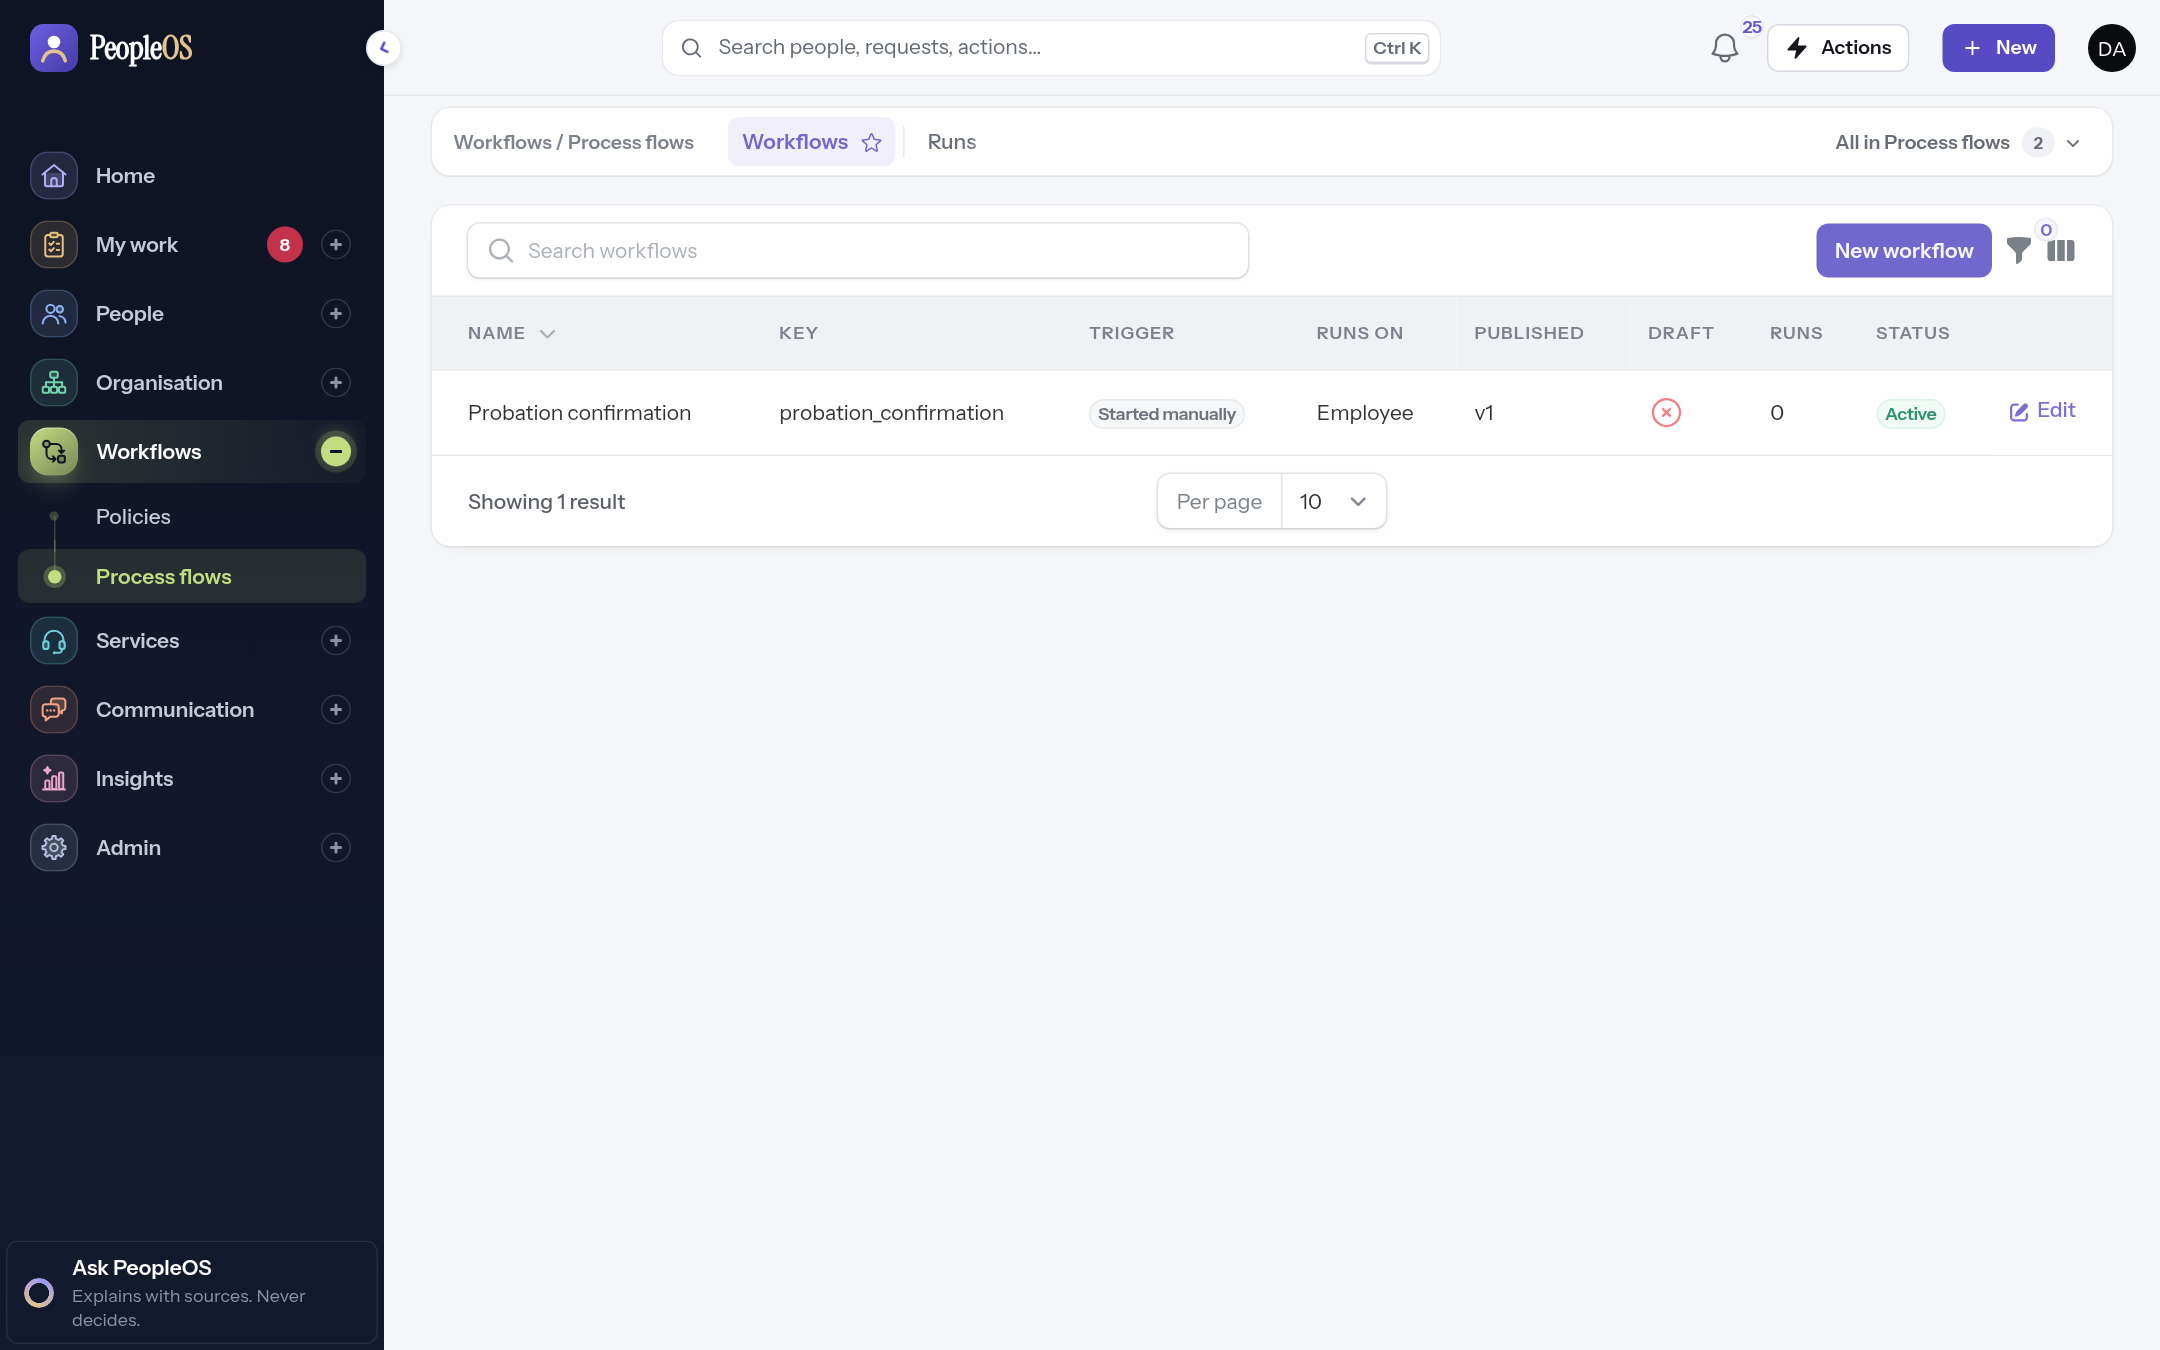 PeopleOS
Search people, requests, actions...
Ctrl K
25
Actions
New
DA
Home
My work
8
People
Organisation
Workflows
Policies
Process flows
Services
Communication
Insights
Admin
Ask PeopleOS
Explains with sources. Never
decides.
Workflows / Process flows
Workflows
Runs
All in Process flows
2
Search workflows
New workflow
0
NAME
KEY
TRIGGER
RUNS ON
PUBLISHED
DRAFT
RUNS
STATUS
Probation confirmation
probation_confirmation
Started manually
Employee
v1
0
Active
Edit
Showing 1 result
Per page
10